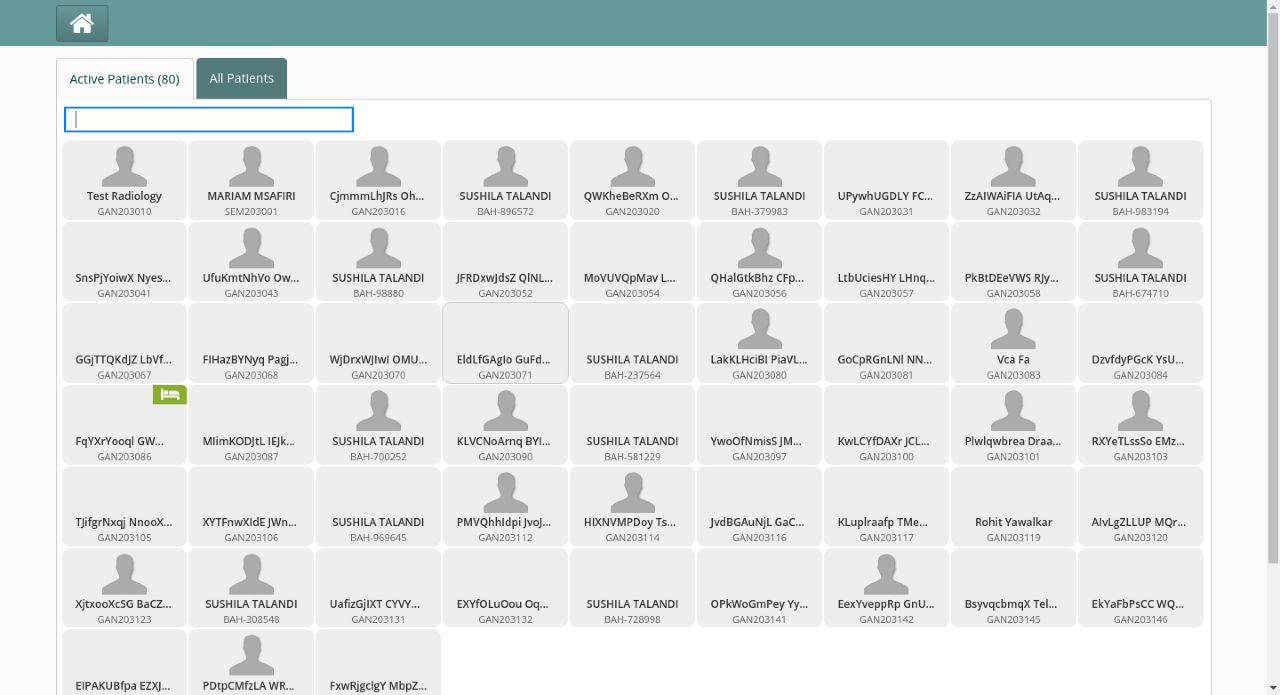 Active Patients (80)
All Patients
Test Radiology
GAN203010
MARIAM MSAFIRI
SEM203001
CjmmmLhJRs Oh...
GAN203016
SUSHILA TALANDI
BAH-896572
QWKheBeRXm O...
GAN203020
SUSHILA TALANDI
BAH-379983
UPywhUGDLY FC...
GAN203031
ZzAIWAiFIA UtAq...
GAN203032
SUSHILA TALANDI
BAH-983194
SnsPjYoiwX Nyes...
GAN203041
UfuKmtNhVo Ow...
GAN203043
SUSHILA TALANDI
BAH-98880
JFRDxwJdsZ QlNL...
GAN203052
MoVUVQpMav L...
GAN203054
QHalGtkBhz CFp...
GAN203056
LtbUciesHY LHnq...
GAN203057
PkBtDEeVWS RJy...
GAN203058
SUSHILA TALANDI
BAH-674710
GGjTTQKdJZ LbVf...
GAN203067
FIHazBYNyq Pagj...
GAN203068
WjDrxWJIwI OMU...
GAN203070
EldLfGAgIo GuFd...
GAN203071
SUSHILA TALANDI
BAH-237564
LakKLHciBI PiaVL...
GAN203080
GoCpRGnLNl NN...
GAN203081
Vca Fa
GAN203083
DzvfdyPGcK YsU...
GAN203084
FqYXrYooql GW...
GAN203086
MIimKODJtL IEJk...
GAN203087
SUSHILA TALANDI
BAH-700252
KLVCNoArnq BYI...
GAN203090
SUSHILA TALANDI
BAH-581229
YwoOfNmisS JM...
GAN203097
KwLCYfDAXr JCL...
GAN203100
Plwlqwbrea Draa...
GAN203101
RXYeTLssSo EMz...
GAN203103
TJifgrNxqj NnooX...
GAN203105
XYTFnwXIdE JWn...
GAN203106
SUSHILA TALANDI
BAH-969645
PMVQhhIdpi JvoJ...
GAN203112
HIXNVMPDoy Ts...
GAN203114
JvdBGAuNjL GaC...
GAN203116
KLuplraafp TMe...
GAN203117
Rohit Yawalkar
GAN203119
AIvLgZLLUP MQr...
GAN203120
XjtxooXcSG BaCZ...
GAN203123
SUSHILA TALANDI
BAH-308548
UafizGjIXT CYVY...
GAN203131
EXYfOLuOou Oq...
GAN203132
SUSHILA TALANDI
BAH-728998
OPkWoGmPey Yy...
GAN203141
EexYveppRp GnU...
GAN203142
BsyvqcbmqX Tel...
GAN203145
EkYaFbPsCC WQ...
GAN203146
EIPAKUBfpa EZXJ...
PDtpCMfzLA WR...
FxwRjgclgY MbpZ...